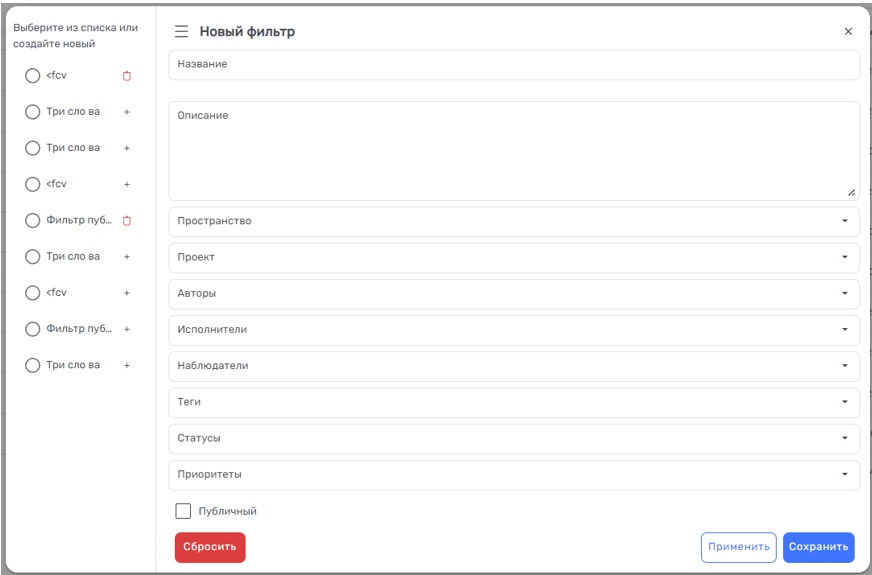 Выберите из списка или
создайте новый
<fcv
Три сло ва +
Три сло ва +
<fcv +
Фильтр пуб...
Три сло ва +
<fcv +
Фильтр пуб... +
Три сло ва +
Новый фильтр
Название
Описание
Пространство
Проект
Авторы
Исполнители
Наблюдатели
Теги
Статусы
Приоритеты
Публичный
Сбросить
Применить
Сохранить